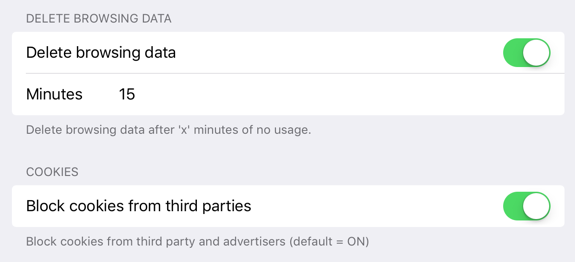 DELETE BROWSING DATA
Delete browsing data
Minutes 15
Delete browsing data after 'x' minutes of no usage.
COOKIES
Block cookies from third parties
Block cookies from third party and advertisers (default = ON)